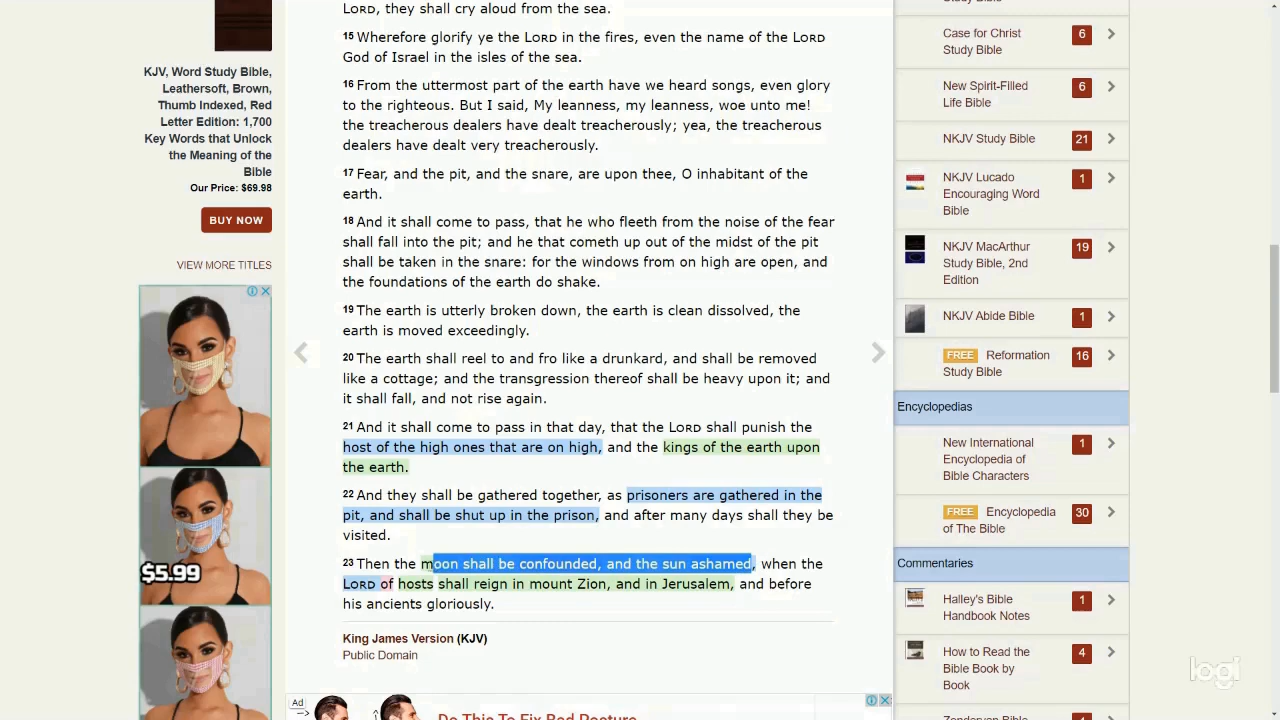 KJV, Word Study Bible,
Leathersoft, Brown,
Thumb Indexed, Red
Letter Edition: 1,700
Key Words that Unlock
the Meaning of the
Bible
Our Price: $69.98
BUY NOW
VIEW MORE TITLES
$5.99
LORD, they shall cry aloud from the sea.
15 Wherefore glorify ye the LORD in the fires, even the name of the LORD
God of Israel in the isles of the sea.
16 From the uttermost part of the earth have we heard songs, even glory
to the righteous. But I said, My leanness, my leanness, woe unto me!
the treacherous dealers have dealt treacherously; yea, the treacherous
dealers have dealt very treacherously.
17 Fear, and the pit, and the snare, are upon thee, O inhabitant of the
earth.
18 And it shall come to pass, that he who fleeth from the noise of the fear
shall fall into the pit; and he that cometh up out of the midst of the pit
shall be taken in the snare: for the windows from on high are open, and
the foundations of the earth do shake.
19 The earth is utterly broken down, the earth is clean dissolved, the
earth is moved exceedingly.
20 The earth shall reel to and fro like a drunkard, and shall be removed
like a cottage; and the transgression thereof shall be heavy upon it; and
it shall fall, and not rise again.
21 And it shall come to pass in that day, that the LORD shall punish the
host of the high ones that are on high, and the kings of the earth upon
the earth.
22 And they shall be gathered together, as prisoners are gathered in the
pit, and shall be shut up in the prison, and after many days shall they be
visited.
23 Then the moon shall be confounded, and the sun ashamed, when the
LORD of hosts shall reign in mount Zion, and in Jerusalem, and before
his ancients gloriously.
King James Version (KJV)
Public Domain
Ad
Do This To Fix Bad Posture
Case for Christ 6
Study Bible
New Spirit-Filled 6
Life Bible
NKJV Study Bible 21
NKJV Lucado 1
Encouraging Word
Bible
NKJV MacArthur 19
Study Bible, 2nd
Edition
NKJV Abide Bible 1
FREE Reformation 16
Study Bible
Encyclopedias
New International 1
Encyclopedia of
Bible Characters
FREE Encyclopedia 30
of The Bible
Commentaries
Halley's Bible 1
Handbook Notes
How to Read the 4
Bible Book by
Book
Zondervan Bible
logi